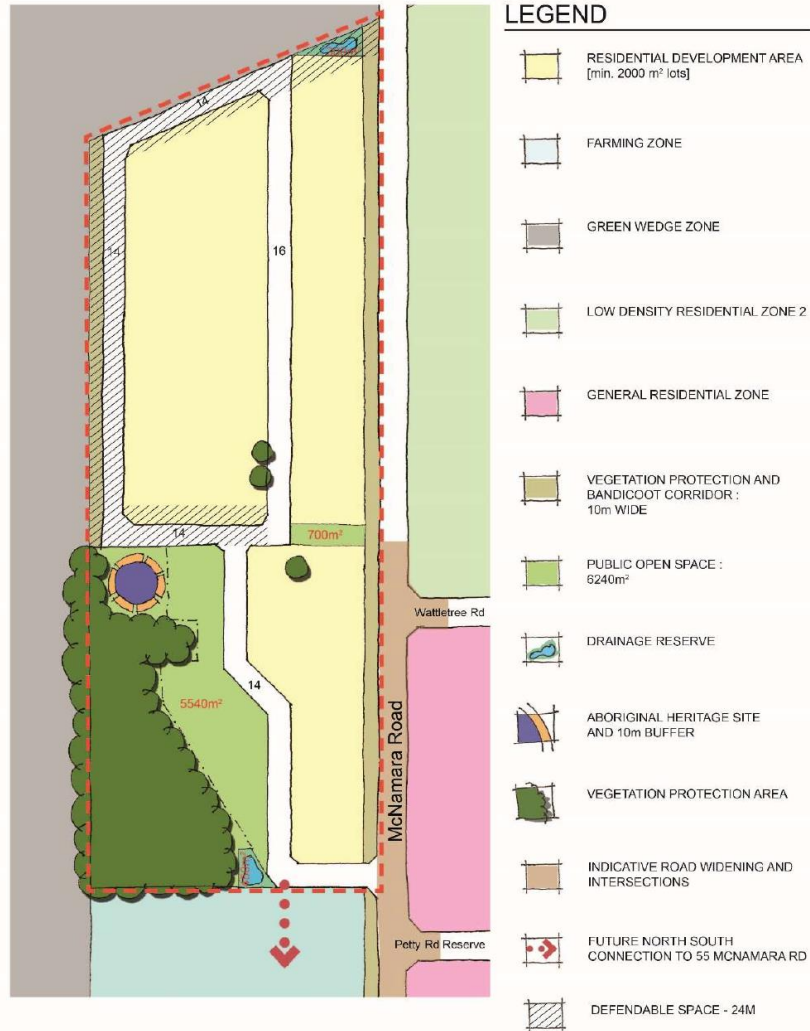 LEGEND
RESIDENTIAL DEVELOPMENT AREA
[min. 2000 m² lots]
FARMING ZONE
GREEN WEDGE ZONE
LOW DENSITY RESIDENTIAL ZONE 2
GENERAL RESIDENTIAL ZONE
VEGETATION PROTECTION AND
BANDICOOT CORRIDOR :
10m WIDE
PUBLIC OPEN SPACE :
6240m²
DRAINAGE RESERVE
ABORIGINAL HERITAGE SITE
AND 10m BUFFER
VEGETATION PROTECTION AREA
INDICATIVE ROAD WIDENING AND
INTERSECTIONS
FUTURE NORTH SOUTH
CONNECTION TO 55 MCNAMARA RD
DEFENDABLE SPACE - 24M
14
14
16
14
700m²
Wattletree Rd
14
5540m²
McNamara Road
Petty Rd Reserve